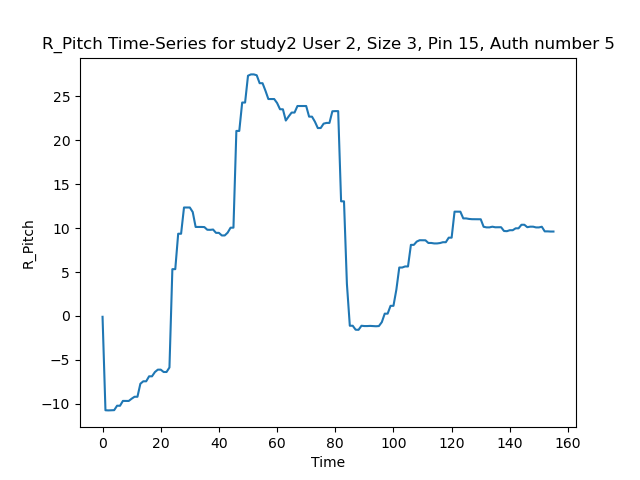 R_Pitch Time-Series for study2 User 2, Size 3, Pin 15, Auth number 5
25
20
15
10
5
0
−5
−10
R_Pitch
0 20 40 60 80 100 120 140 160
Time